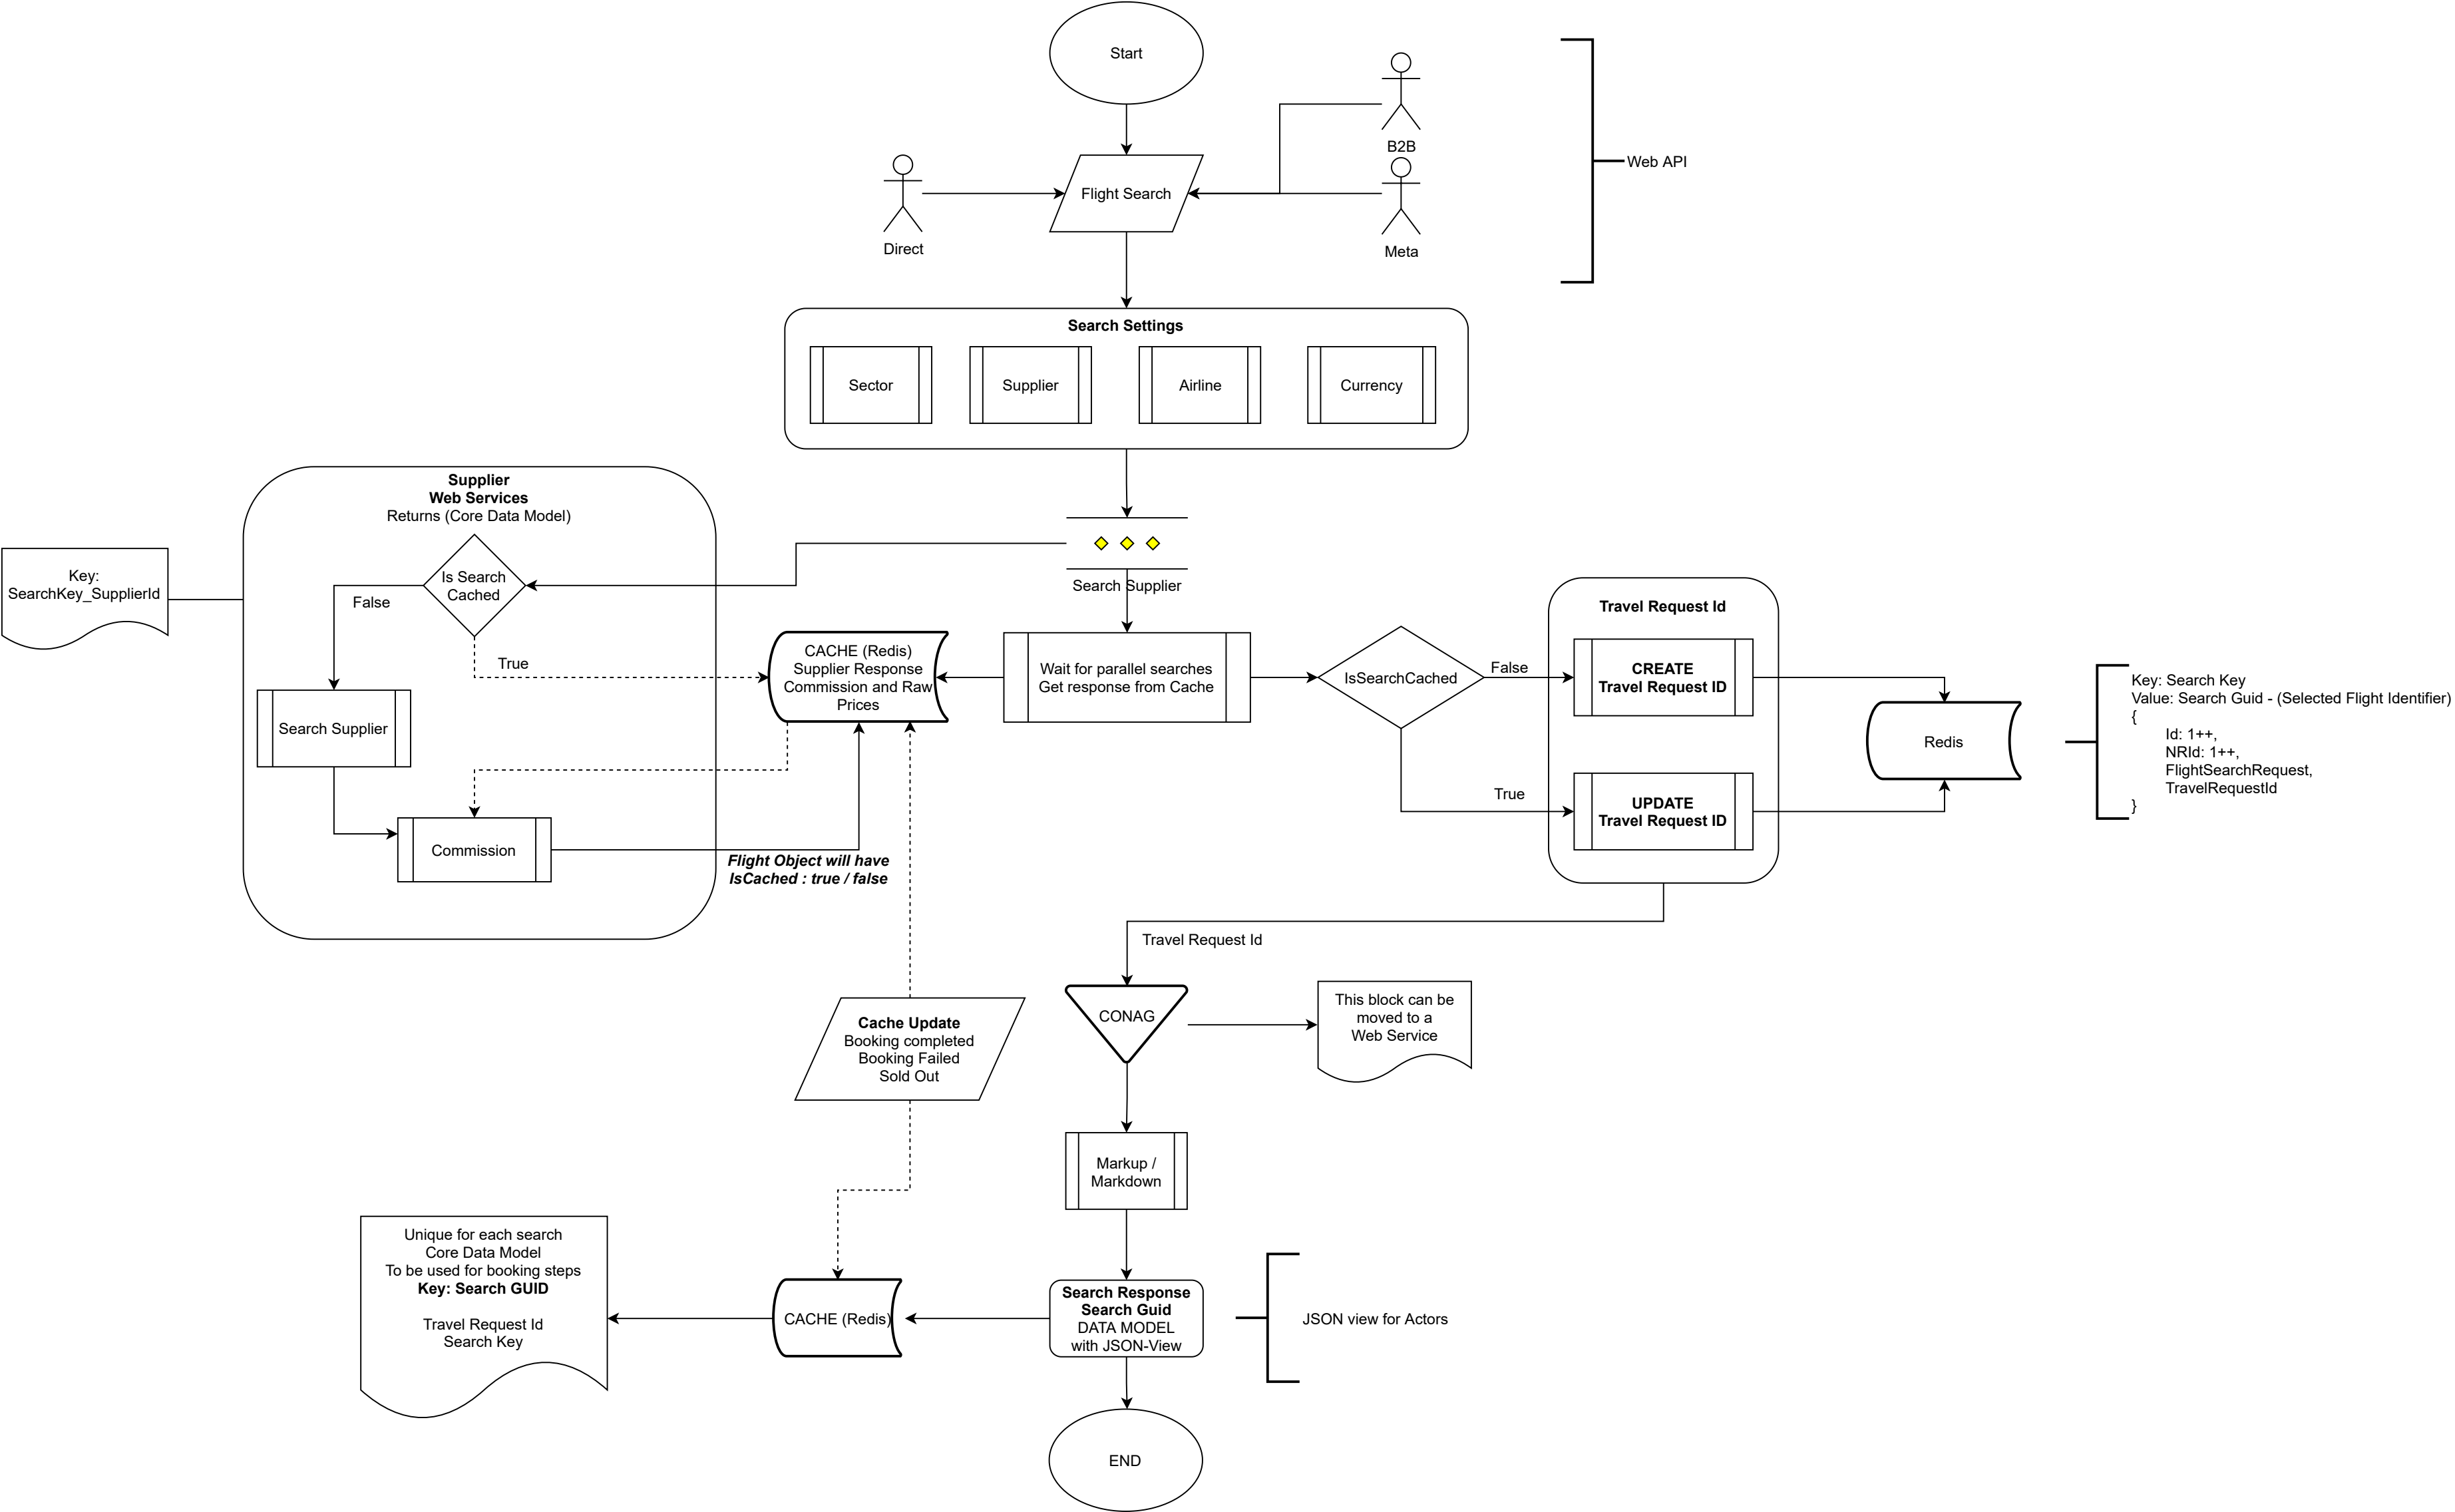 Start
B2B
Web API
Flight Search
Direct
Meta
Search Settings
Sector
Supplier
Airline
Currency
Supplier
Web Services
Returns (Core Data Model)
Key:
SearchKey_SupplierId
Is Search
Cached
False
True
Search Supplier
Commission
Search Supplier
CACHE (Redis)
Supplier Response
Commission and Raw
Prices
Wait for parallel searches
Get response from Cache
IsSearchCached
False
True
Travel Request Id
CREATE
Travel Request ID
UPDATE
Travel Request ID
Redis
Key: Search Key
Value: Search Guid - (Selected Flight Identifier)
{
Id: 1++,
NRId: 1++,
FlightSearchRequest,
TravelRequestId
}
Flight Object will have
IsCached : true / false
Travel Request Id
CONAG
This block can be
moved to a
Web Service
Cache Update
Booking completed
Booking Failed
Sold Out
Markup /
Markdown
Unique for each search
Core Data Model
To be used for booking steps
Key: Search GUID
Travel Request Id
Search Key
CACHE (Redis)
Search Response
Search Guid
DATA MODEL
with JSON-View
JSON view for Actors
END